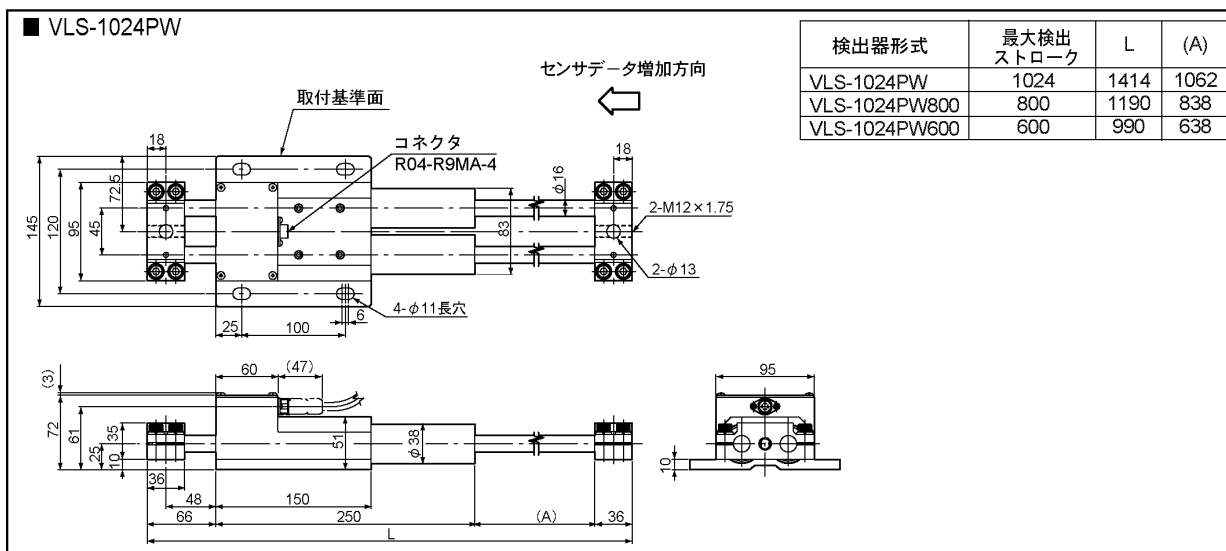 ■ VLS-1024PW
検出器形式 最大検出ストローク L (A)
VLS-1024PW 1024 1414 1062
VLS-1024PW800 800 1190 838
VLS-1024PW600 600 990 638
センサデータ増加方向
取付基準面
コネクタ
R04-R9MA-4
18
18
φ16
2-M12×1.75
2-φ13
145
120
95
72.5
45
83
4-φ11長穴
6
25
100
60
(47)
(3)
72
61
35
25
10
36
48
66
150
250
51
φ38
(A)
36
L
95
10